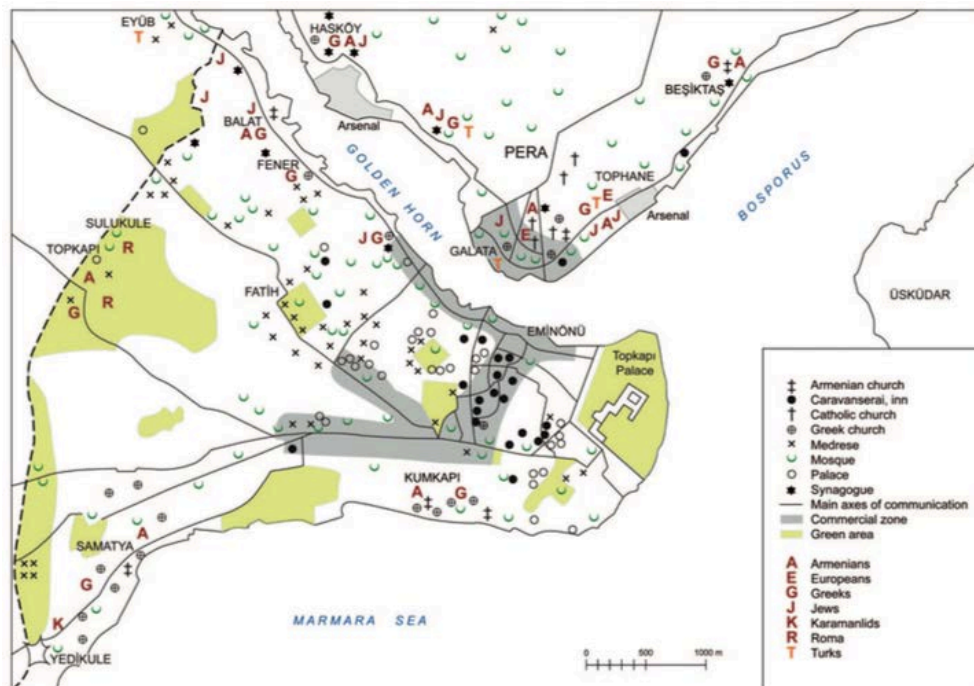 EYÜB
T
HASKÖY
G A J
G A
BEŞİKTAŞ
J
J
J
BALAT
A G
FENER
G
Arsenal
A
J
G
T
PERA
TOPHANE
E
T
G
Arsenal
J A J
A
J
E
GALATA
T
GOLDEN HORN
BOSPORUS
ÜSKÜDAR
SULUKULE
R
TOPKAPI
A
R
G
J G
FATİH
EMİNÖNÜ
Topkapı
Palace
KUMKAPI
A
G
A
SAMATYA
G
K
YEDİKULE
MARMARA SEA
Armenian church
Caravanserai, inn
Catholic church
Greek church
Medrese
Mosque
Palace
Synagogue
Main axes of communication
Commercial zone
Green area
A Armenians
E Europeans
G Greeks
J Jews
K Karamanlids
R Roma
T Turks
0 500 1000 m